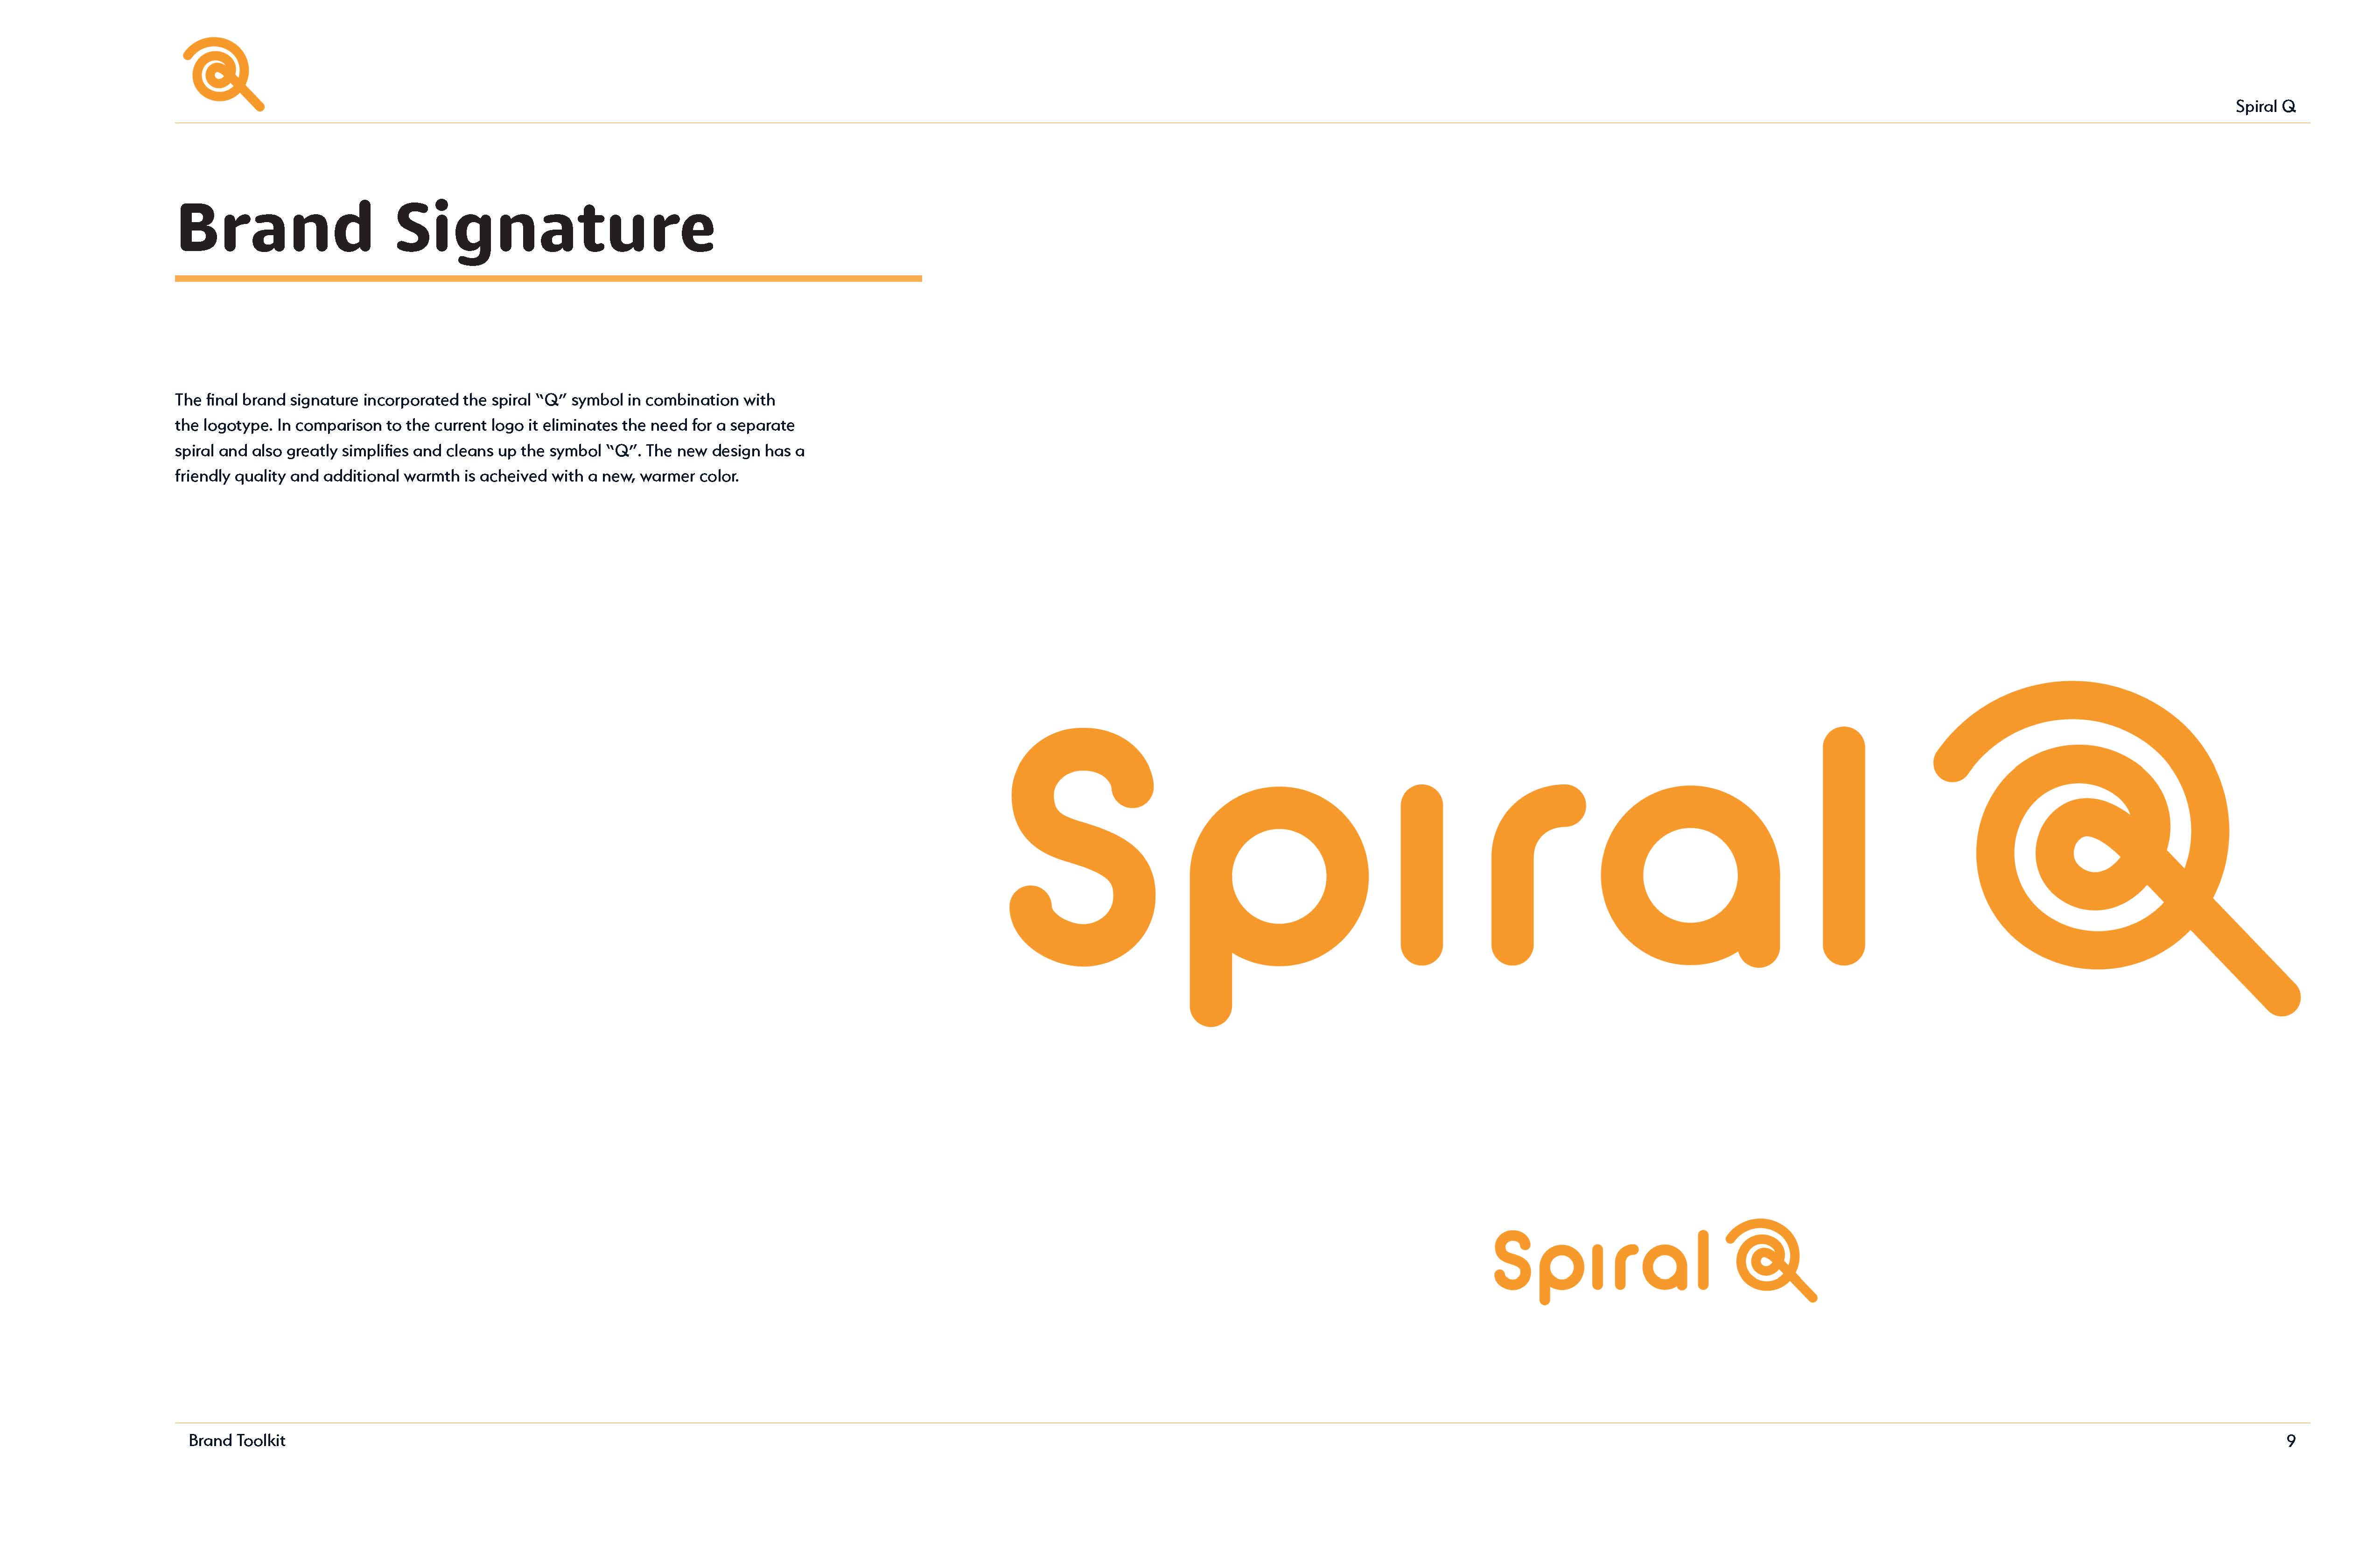 Spiral Q
Brand Signature
The final brand signature incorporated the spiral “Q” symbol in combination with
the logotype. In comparison to the current logo it eliminates the need for a separate
spiral and also greatly simplifies and cleans up the symbol “Q”. The new design has a
friendly quality and additional warmth is acheived with a new, warmer color.
Spiral Q
Spiral Q
Brand Toolkit
9